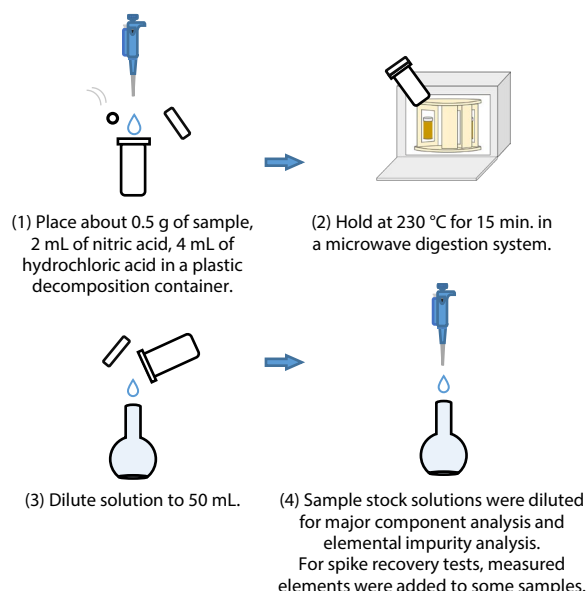 (1) Place about 0.5 g of sample,
2 mL of nitric acid, 4 mL of
hydrochloric acid in a plastic
decomposition container.
(2) Hold at 230 °C for 15 min. in
a microwave digestion system.
(3) Dilute solution to 50 mL.
(4) Sample stock solutions were diluted
for major component analysis and
elemental impurity analysis.
For spike recovery tests, measured
elements were added to some samples.